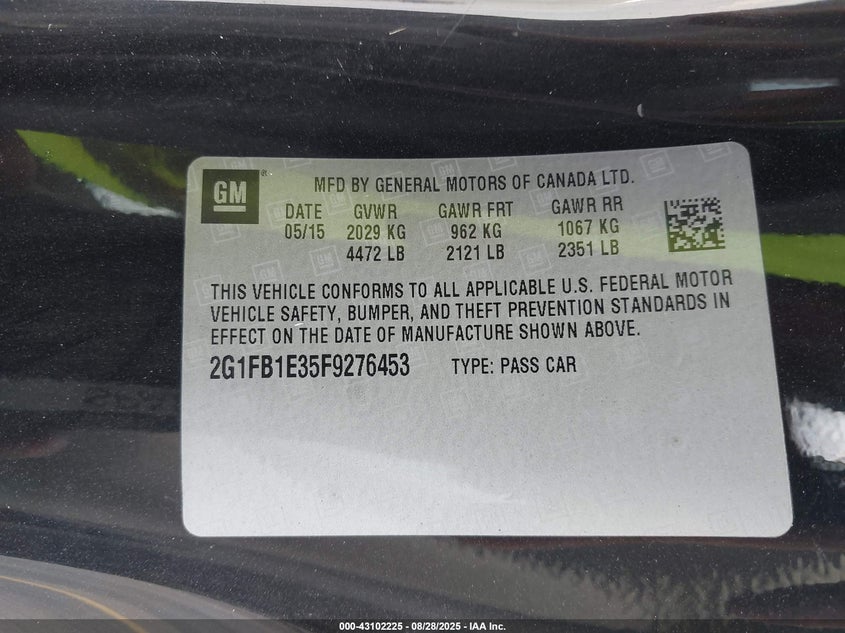 GM
MFD BY GENERAL MOTORS OF CANADA LTD.
DATE GVWR GAWR FRT GAWR RR
05/15 2029 KG 962 KG 1067 KG
4472 LB 2121 LB 2351 LB
THIS VEHICLE CONFORMS TO ALL APPLICABLE U.S. FEDERAL MOTOR
VEHICLE SAFETY, BUMPER, AND THEFT PREVENTION STANDARDS IN
EFFECT ON THE DATE OF MANUFACTURE SHOWN ABOVE.
2G1FB1E35F9276453 TYPE: PASS CAR
000-43102225 - 08/28/2025 - IAA Inc.